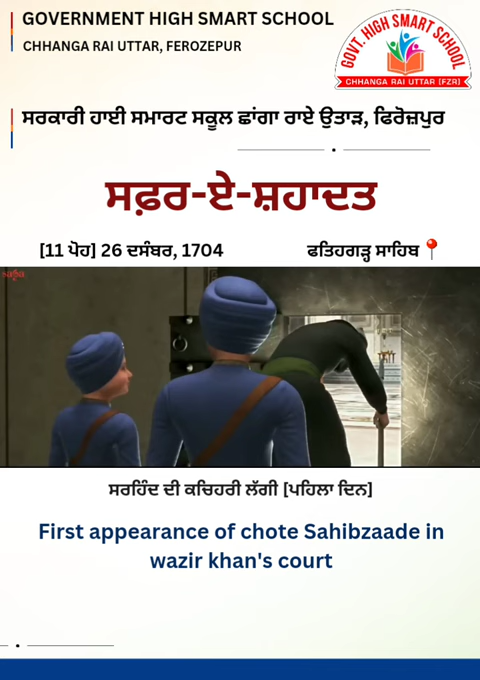 GOVERNMENT HIGH SMART SCHOOL
CHHANGA RAI UTTAR, FEROZEPUR
GOVT. HIGH SMART SCHOOL
CHHANGA RAI UTTAR (FZR)
ਸਰਕਾਰੀ ਹਾਈ ਸਮਾਰਟ ਸਕੂਲ ਛਾਂਗਾ ਰਾਏ ਉਤਾੜ, ਫਿਰੋਜ਼ਪੁਰ
ਸਫ਼ਰ-ਏ-ਸ਼ਹਾਦਤ
[11 ਪੋਹ] 26 ਦਸੰਬਰ, 1704
ਫਤਿਹਗੜ੍ਹ ਸਾਹਿਬ
saga
ਸਰਹਿੰਦ ਦੀ ਕਚਿਹਰੀ ਲੱਗੀ [ਪਹਿਲਾ ਦਿਨ]
First appearance of chote Sahibzaade in
wazir khan's court